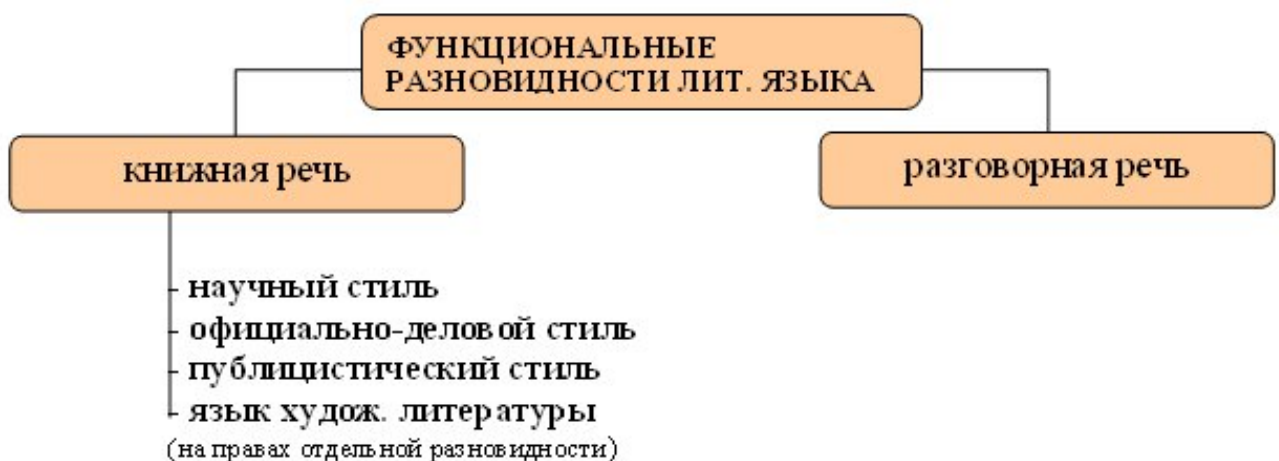 ФУНКЦИОНАЛЬНЫЕ
РАЗНОВИДНОСТИ ЛИТ. ЯЗЫКА
книжная речь
разговорная речь
- научный стиль
- официально-деловой стиль
- публицистический стиль
- язык худож. литературы
(на правах отдельной разновидности)